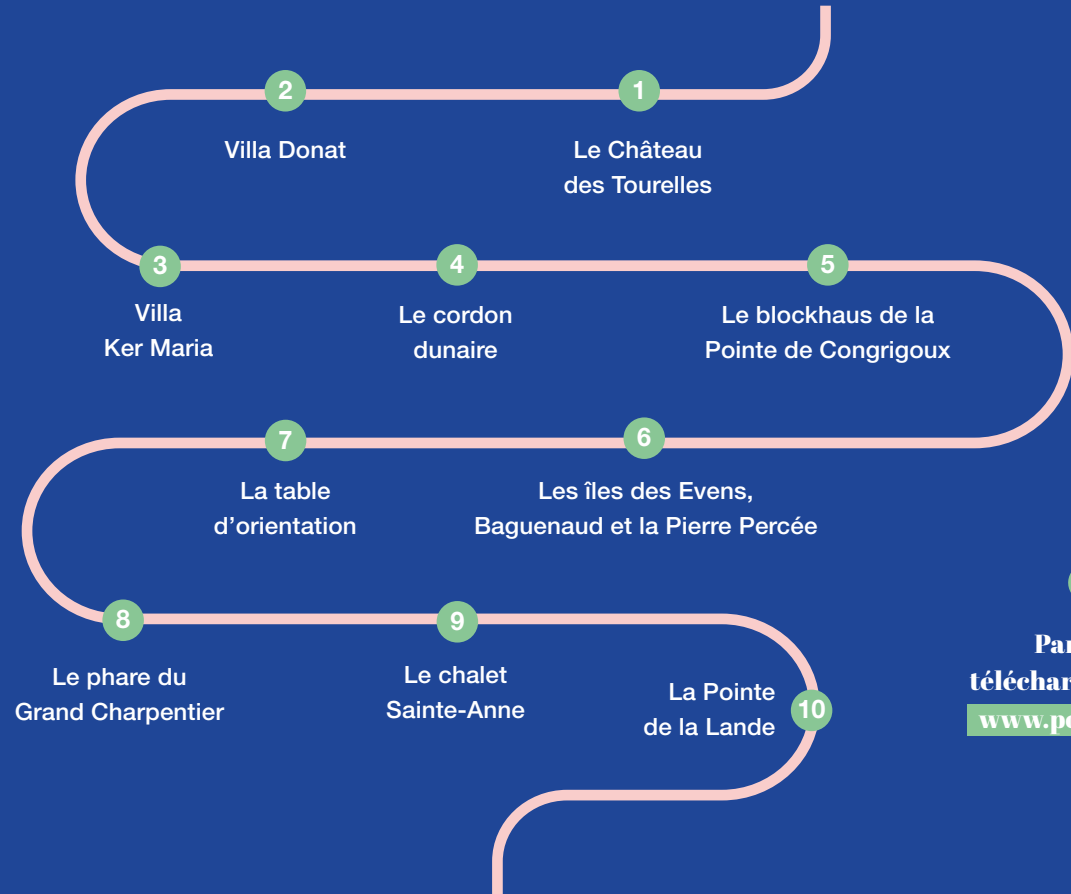 2
1
Villa Donat
Le Château
des Tourelles
3
4
5
Villa
Ker Maria
Le cordon
dunaire
Le blockhaus de la
Pointe de Congrigoux
7
6
La table
d’orientation
Les îles des Evens,
Baguenaud et la Pierre Percée
8
9
Le phare du
Grand Charpentier
Le chalet
Sainte-Anne
La Pointe
de la Lande
10